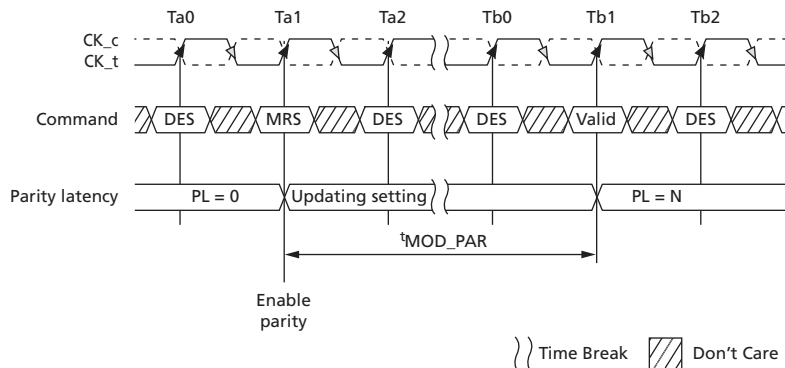 Ta0 Ta1 Ta2 Tb0 Tb1 Tb2
CK_c
CK_t
Command DES MRS DES DES Valid DES
Parity latency PL = 0 Updating setting PL = N
tMOD_PAR
Enable
parity
Time Break Don't Care